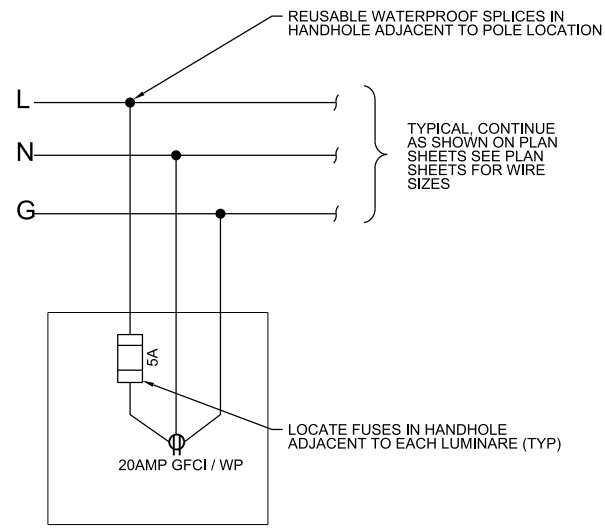 REUSABLE WATERPROOF SPLICES IN
HANDHOLE ADJACENT TO POLE LOCATION
L
N
G
TYPICAL, CONTINUE
AS SHOWN ON PLAN
SHEETS SEE PLAN
SHEETS FOR WIRE
SIZES
5A
LOCATE FUSES IN HANDHOLE
ADJACENT TO EACH LUMINARE (TYP)
20AMP GFCI / WP